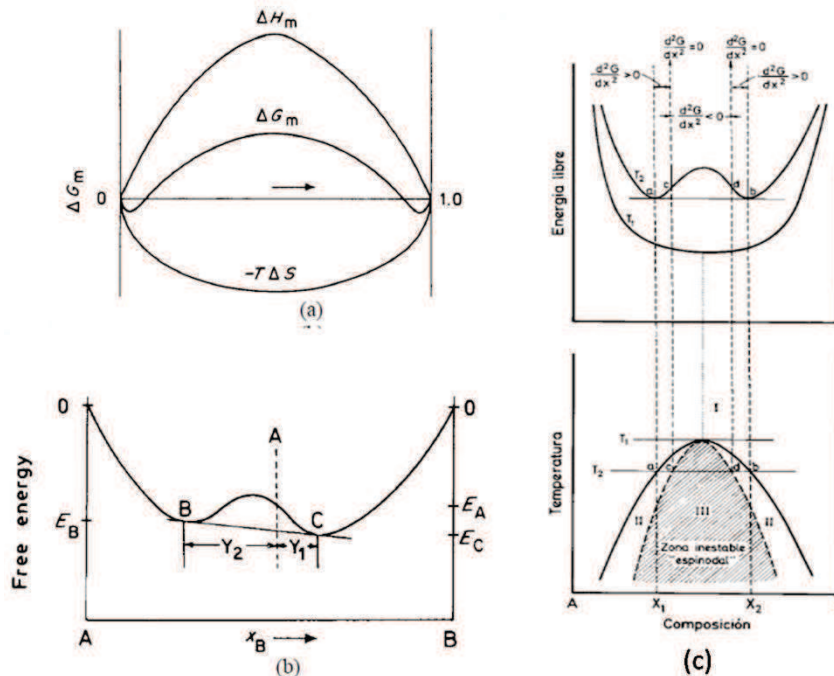 ΔHm
ΔGm
ΔGm
0
1.0
-TΔS
(a)
0
0
A
B
C
EB
EA
EC
Y2
Y1
Free energy
A
xB
B
(b)
d²G/dx² = 0
d²G/dx² = 0
d²G/dx² > 0
d²G/dx² > 0
d²G/dx² < 0
Energía libre
T2
a
c
d
b
T1
I
T1
T2
a
c
d
b
II
III
II
Zona inestable
"espinodal"
Temperatura
A
X1
X2
Composición
(c)